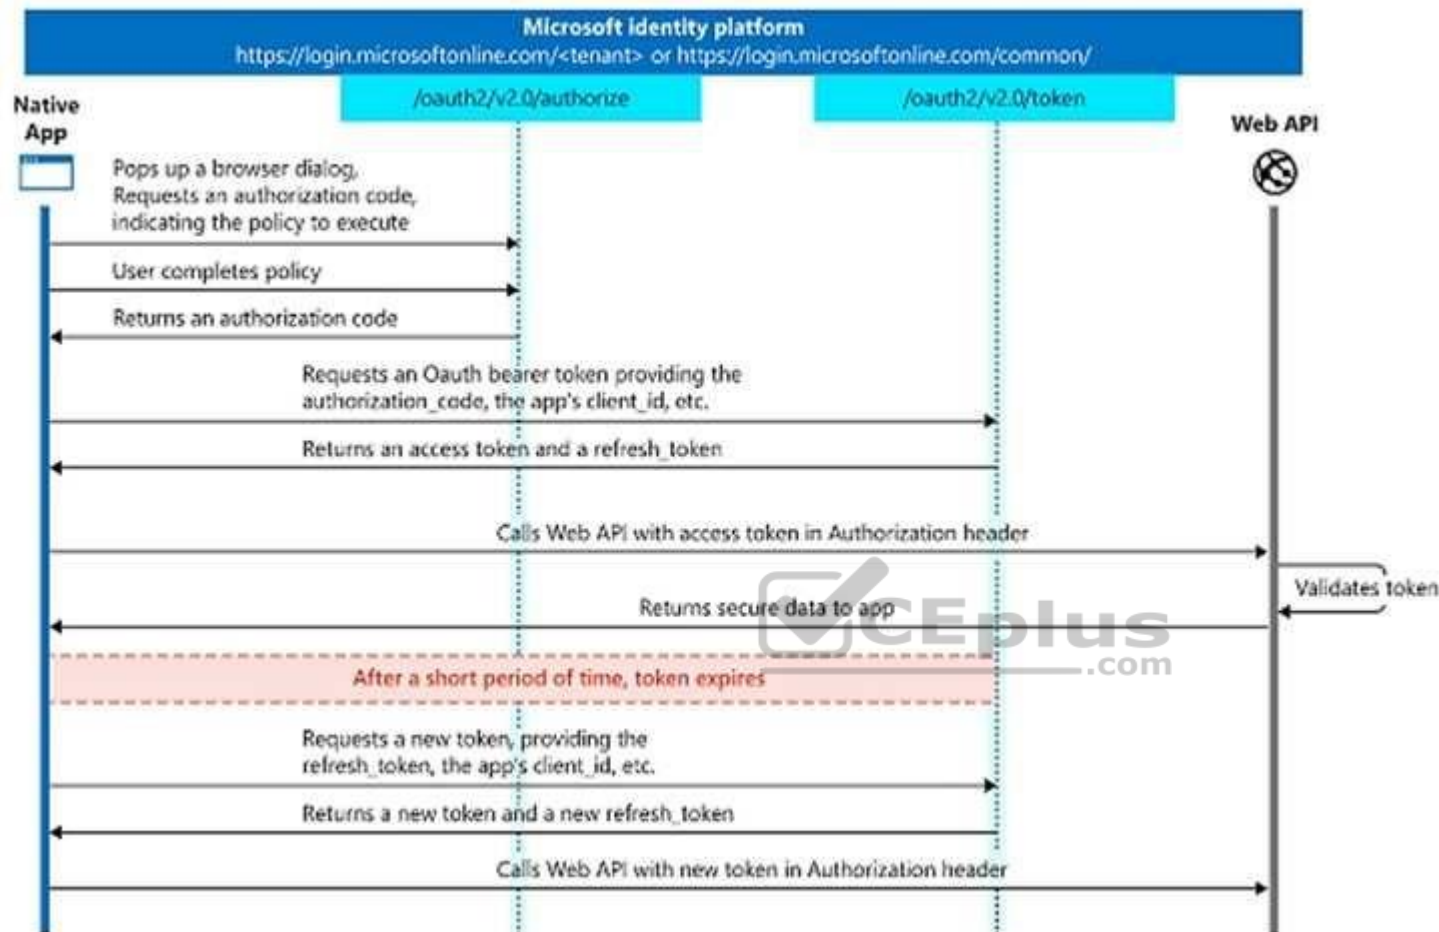 Microsoft identity platform
https://login.microsoftonline.com/<tenant> or https://login.microsoftonline.com/common/
/oauth2/v2.0/authorize
/oauth2/v2.0/token
Native
App
Web API
Pops up a browser dialog,
Requests an authorization code,
indicating the policy to execute
User completes policy
Returns an authorization code
Requests an Oauth bearer token providing the
authorization_code, the app's client_id, etc.
Returns an access token and a refresh_token
Calls Web API with access token in Authorization header
Validates token
Returns secure data to app
CEplus
.com
After a short period of time, token expires
Requests a new token, providing the
refresh_token, the app's client_id, etc.
Returns a new token and a new refresh_token
Calls Web API with new token in Authorization header